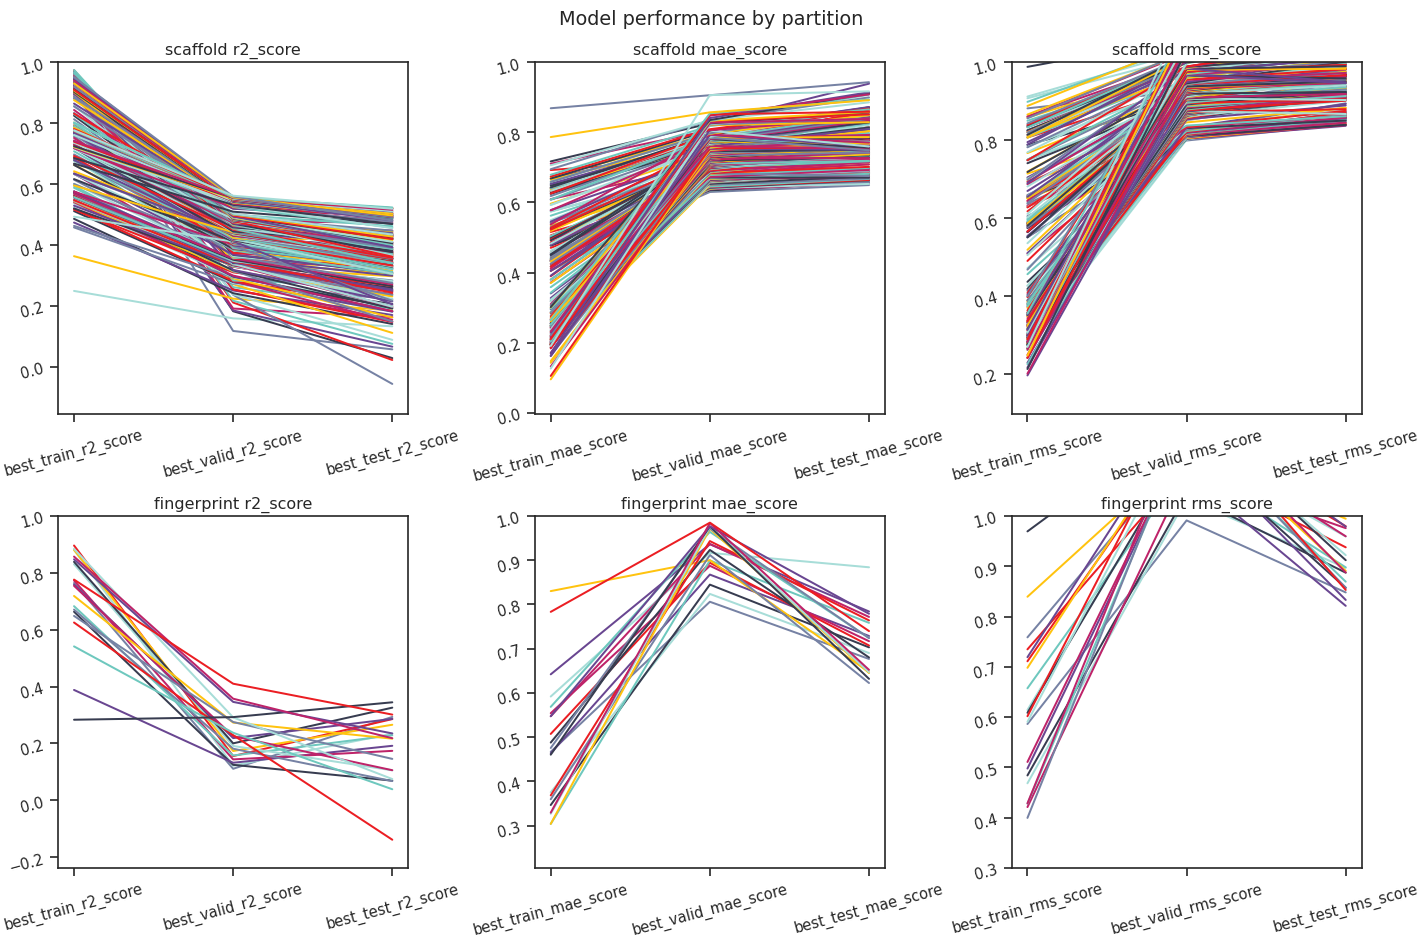 Model performance by partition
scaffold r2_score
1.0
0.8
0.6
0.4
0.2
0.0
best_train_r2_score
best_valid_r2_score
best_test_r2_score
scaffold mae_score
1.0
0.8
0.6
0.4
0.2
0.0
best_train_mae_score
best_valid_mae_score
best_test_mae_score
scaffold rms_score
1.0
0.8
0.6
0.4
0.2
best_train_rms_score
best_valid_rms_score
best_test_rms_score
fingerprint r2_score
1.0
0.8
0.6
0.4
0.2
0.0
−0.2
best_train_r2_score
best_valid_r2_score
best_test_r2_score
fingerprint mae_score
1.0
0.9
0.8
0.7
0.6
0.5
0.4
0.3
best_train_mae_score
best_valid_mae_score
best_test_mae_score
fingerprint rms_score
1.0
0.9
0.8
0.7
0.6
0.5
0.4
0.3
best_train_rms_score
best_valid_rms_score
best_test_rms_score